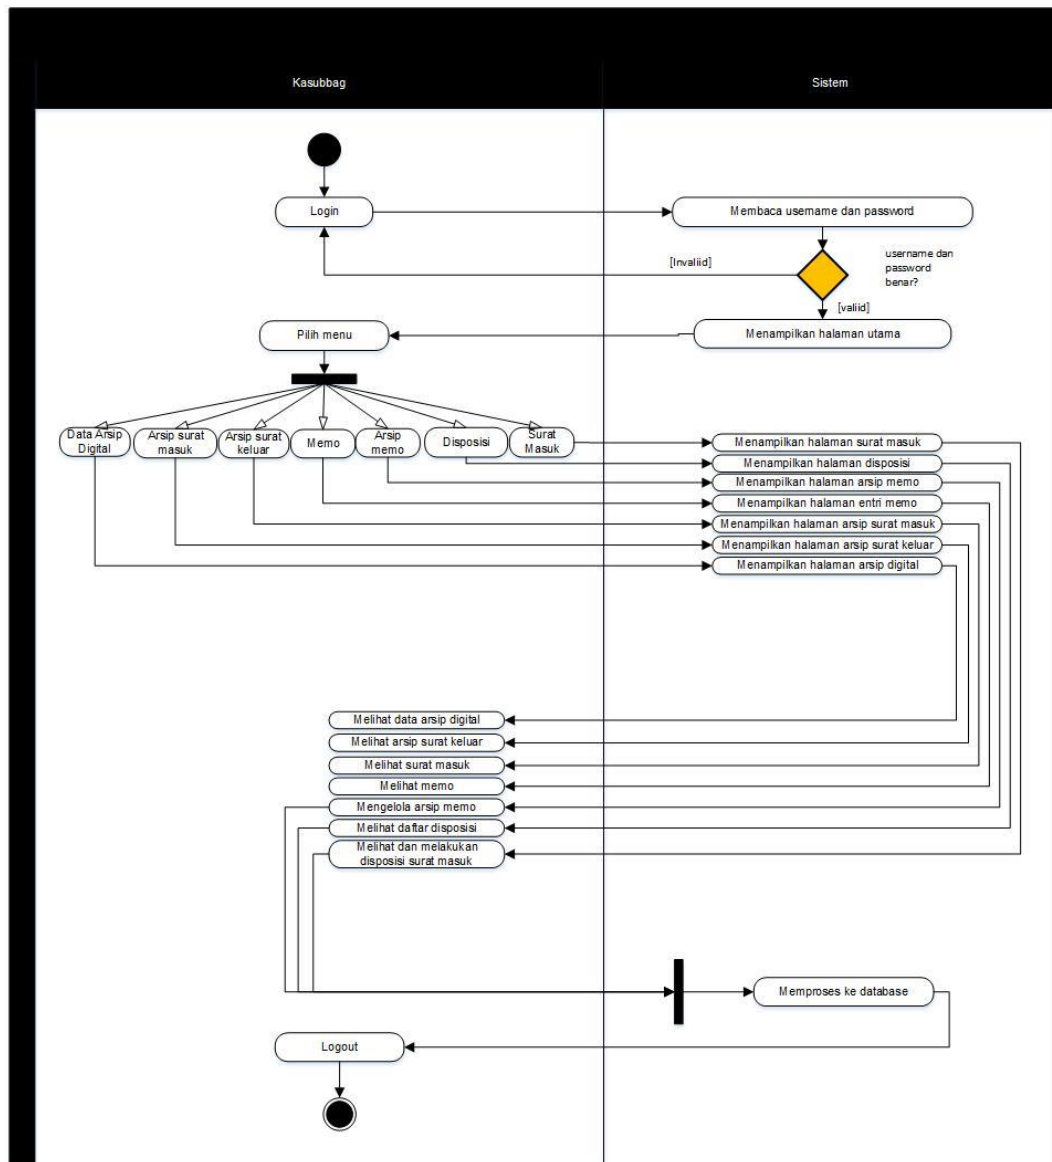 Kasubbag
Sistem
Login
Membaca username dan password
[Invaliid]
username dan
password
benar?
[valiid]
Pilih menu
Menampilkan halaman utama
Data Arsip
Digital
Arsip surat
masuk
Arsip surat
keluar
Memo
Arsip
memo
Disposisi
Surat
Masuk
Menampilkan halaman surat masuk
Menampilkan halaman disposisi
Menampilkan halaman arsip memo
Menampilkan halaman entri memo
Menampilkan halaman arsip surat masuk
Menampilkan halaman arsip surat keluar
Menampilkan halaman arsip digital
Melihat data arsip digital
Melihat arsip surat keluar
Melihat surat masuk
Melihat memo
Mengelola arsip memo
Melihat daftar disposisi
Melihat dan melakukan
disposisi surat masuk
Memproses ke database
Logout